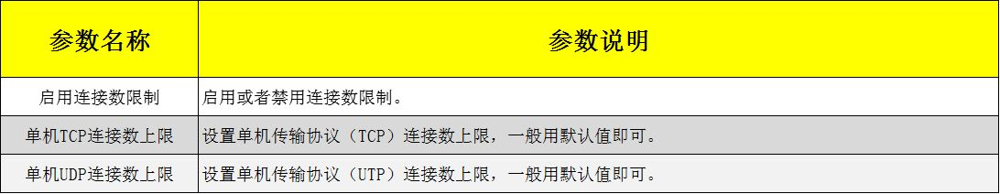 参数名称 参数说明
启用连接数限制 启用或者禁用连接数限制。
单机TCP连接数上限 设置单机传输协议（TCP）连接数上限，一般用默认值即可。
单机UDP连接数上限 设置单机传输协议（UTP）连接数上限，一般用默认值即可。